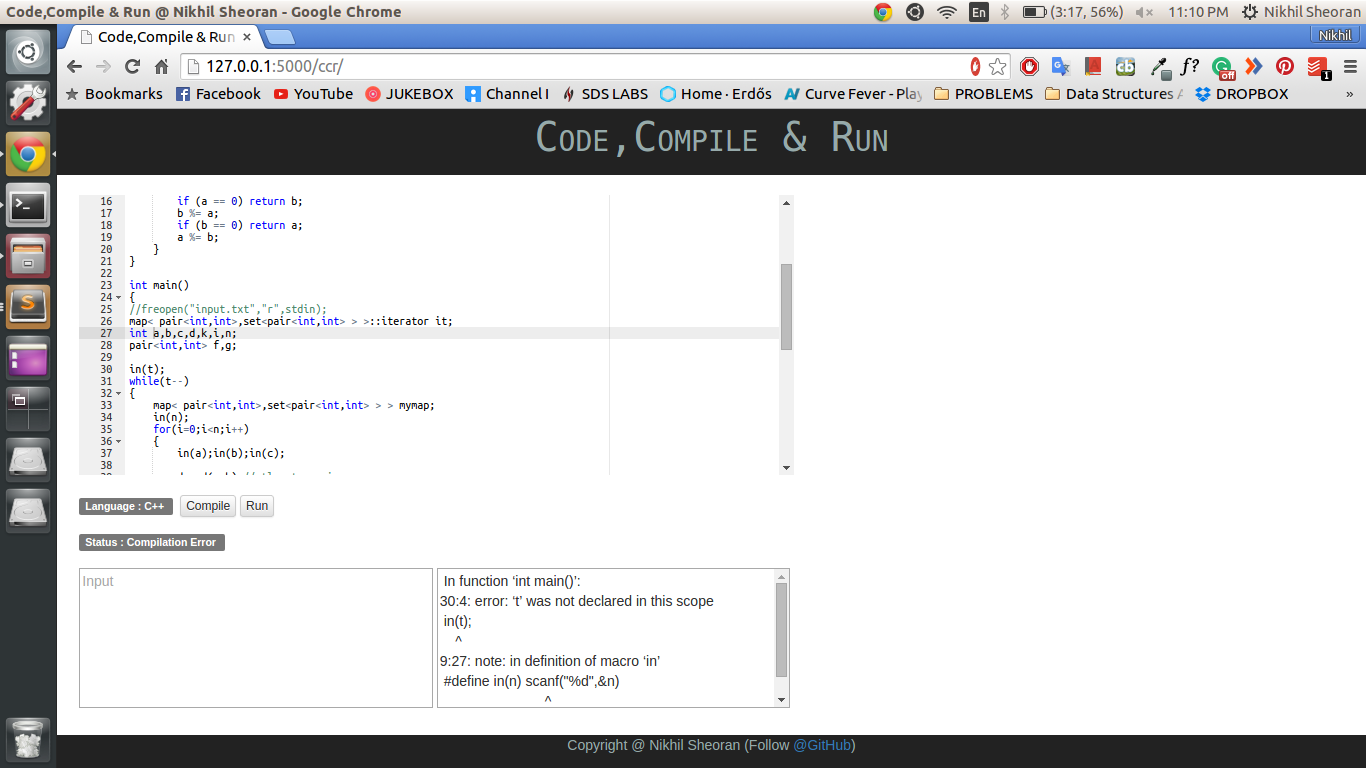 Code,Compile & Run @ Nikhil Sheoran - Google Chrome
En (3:17, 56%) 11:10 PM Nikhil Sheoran
Code,Compile & Run Nikhil
127.0.0.1:5000/ccr/
Bookmarks Facebook YouTube JUKEBOX Channel I SDS LABS Home · Erdős Curve Fever - Play PROBLEMS Data Structures DROPBOX »
CODE,COMPILE & RUN
16 if (a == 0) return b;
17 b %= a;
18 if (b == 0) return a;
19 a %= b;
20 }
21 }
22
23 int main()
24 {
25 //freopen("input.txt","r",stdin);
26 map< pair<int,int>,set<pair<int,int> > >::iterator it;
27 int a,b,c,d,k,i,n;
28 pair<int,int> f,g;
29
30 in(t);
31 while(t--)
32 {
33 map< pair<int,int>,set<pair<int,int> > > mymap;
34 in(n);
35 for(i=0;i<n;i++)
36 {
37 in(a);in(b);in(c);
38
Language : C++ Compile Run
Status : Compilation Error
Input
In function ‘int main()’:
30:4: error: ‘t’ was not declared in this scope
in(t);
^
9:27: note: in definition of macro ‘in’
#define in(n) scanf("%d",&n)
^
Copyright @ Nikhil Sheoran (Follow @GitHub)